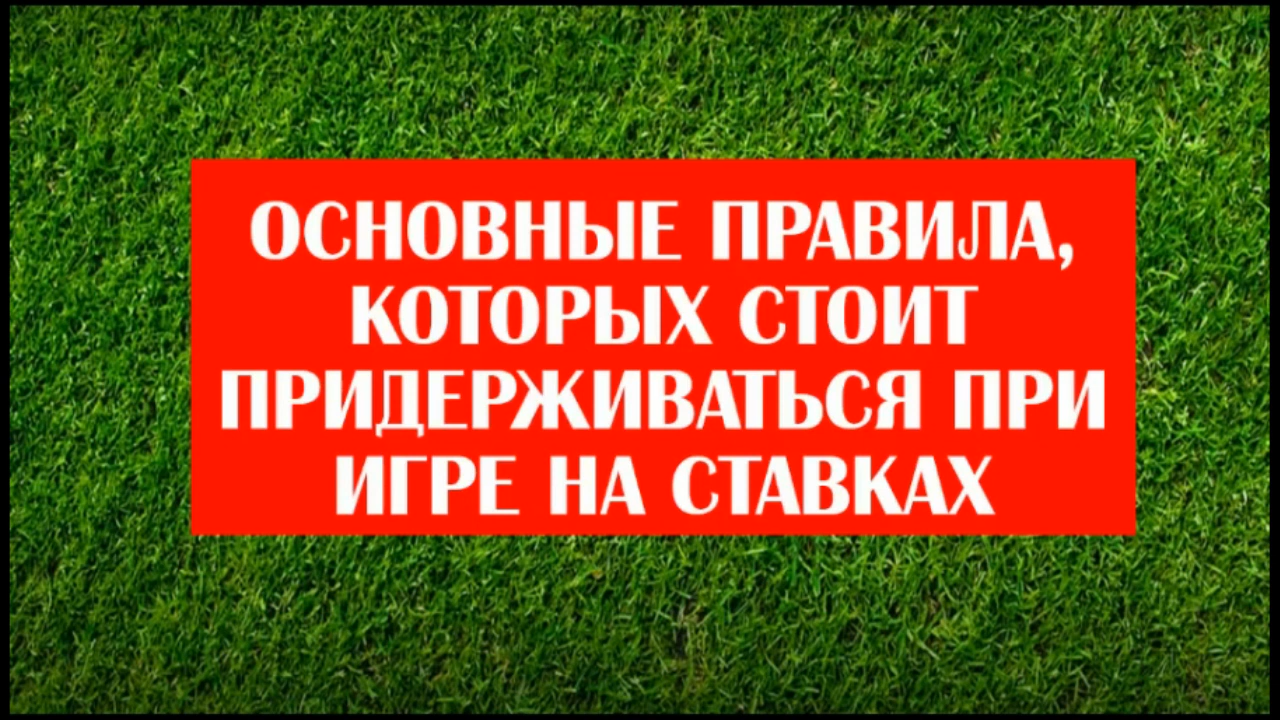 ОСНОВНЫЕ ПРАВИЛА,
КОТОРЫХ СТОИТ
ПРИДЕРЖИВАТЬСЯ ПРИ
ИГРЕ НА СТАВКАХ